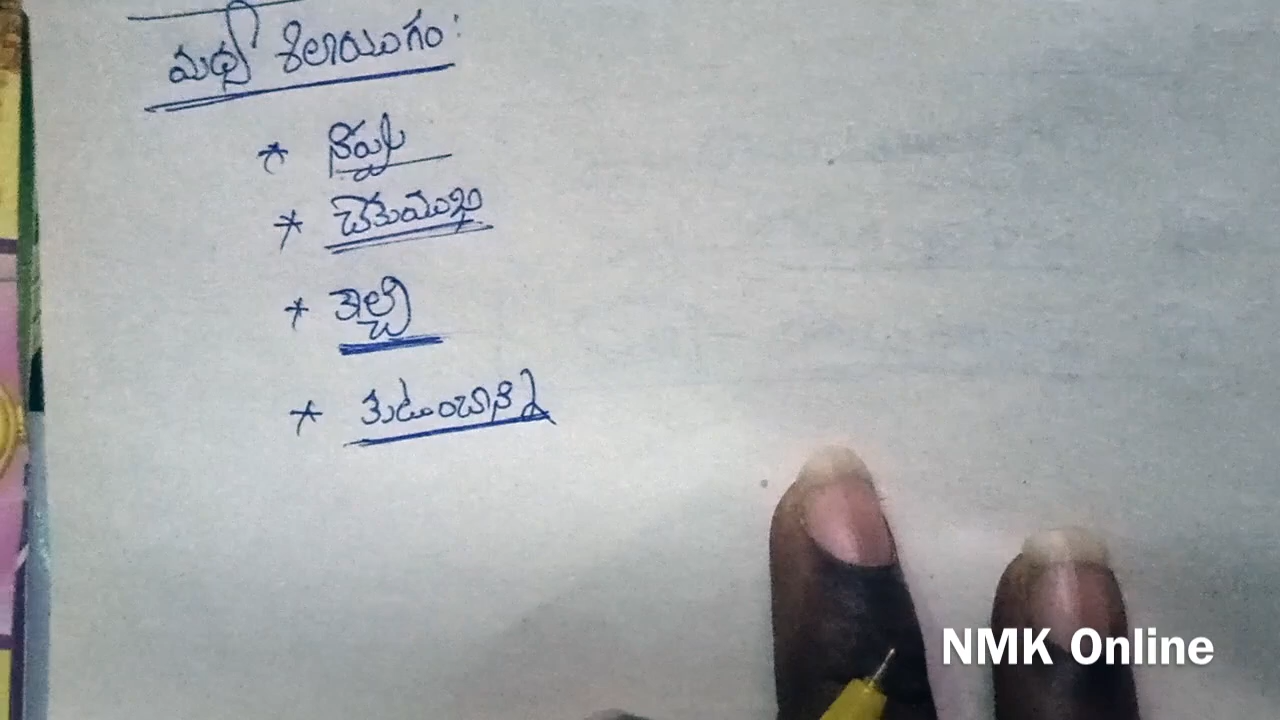 మధ్య శిలాయుగం:
* నిప్పు
* చెకుముఖి
* కాల్చి
* కుటుంబాన్ని
NMK Online